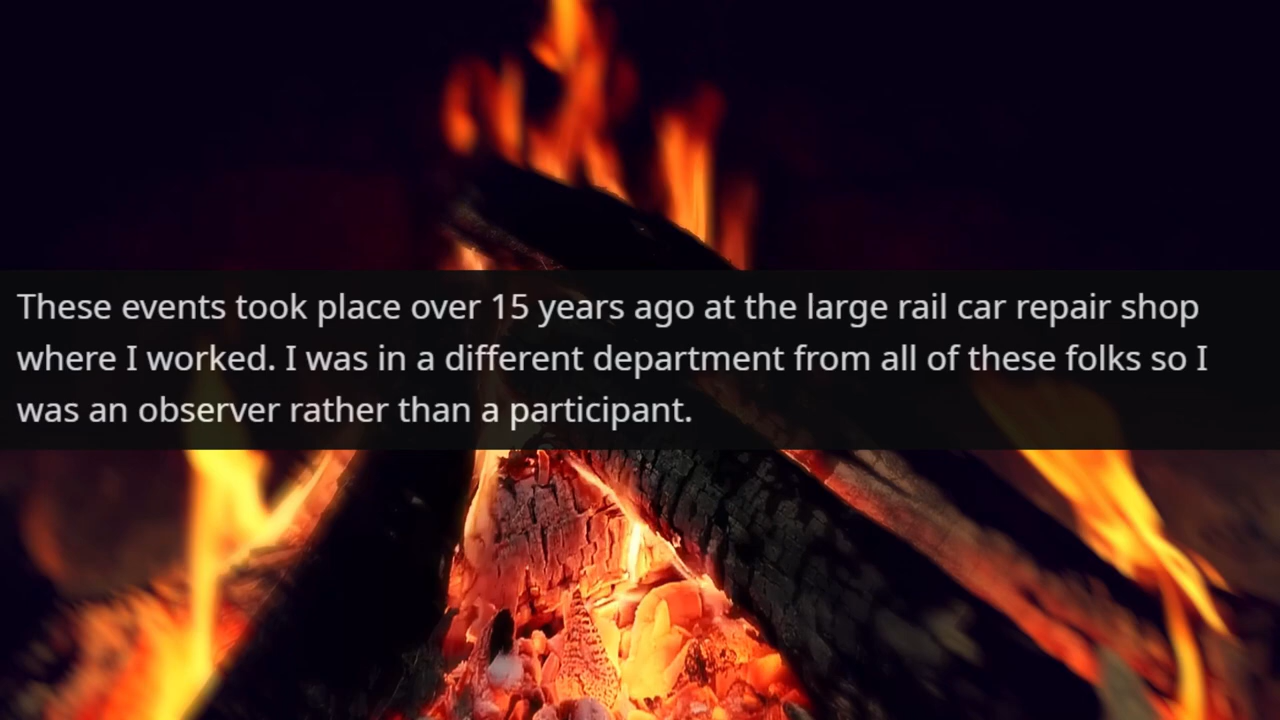 These events took place over 15 years ago at the large rail car repair shop
where I worked. I was in a different department from all of these folks so I
was an observer rather than a participant.